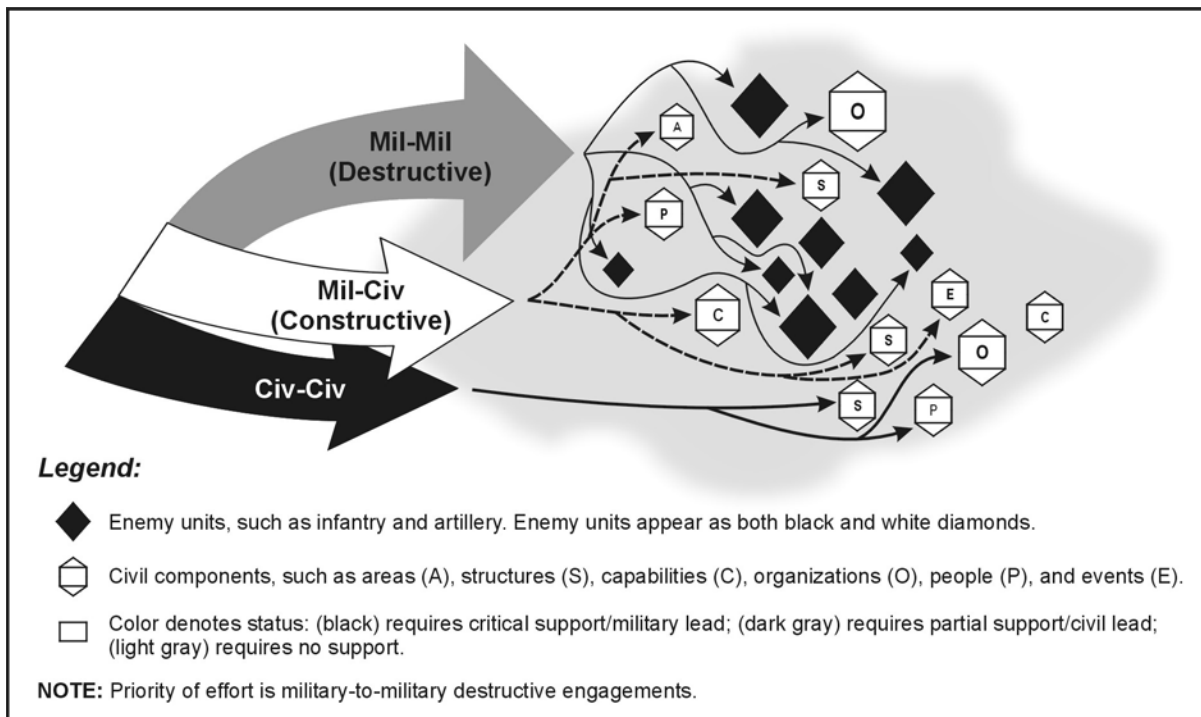 Mil-Mil
(Destructive)
Mil-Civ
(Constructive)
Civ-Civ
O
A
S
P
C
E
C
S
O
S
P
Legend:
Enemy units, such as infantry and artillery. Enemy units appear as both black and white diamonds.
Civil components, such as areas (A), structures (S), capabilities (C), organizations (O), people (P), and events (E).
Color denotes status: (black) requires critical support/military lead; (dark gray) requires partial support/civil lead;
(light gray) requires no support.
NOTE: Priority of effort is military-to-military destructive engagements.